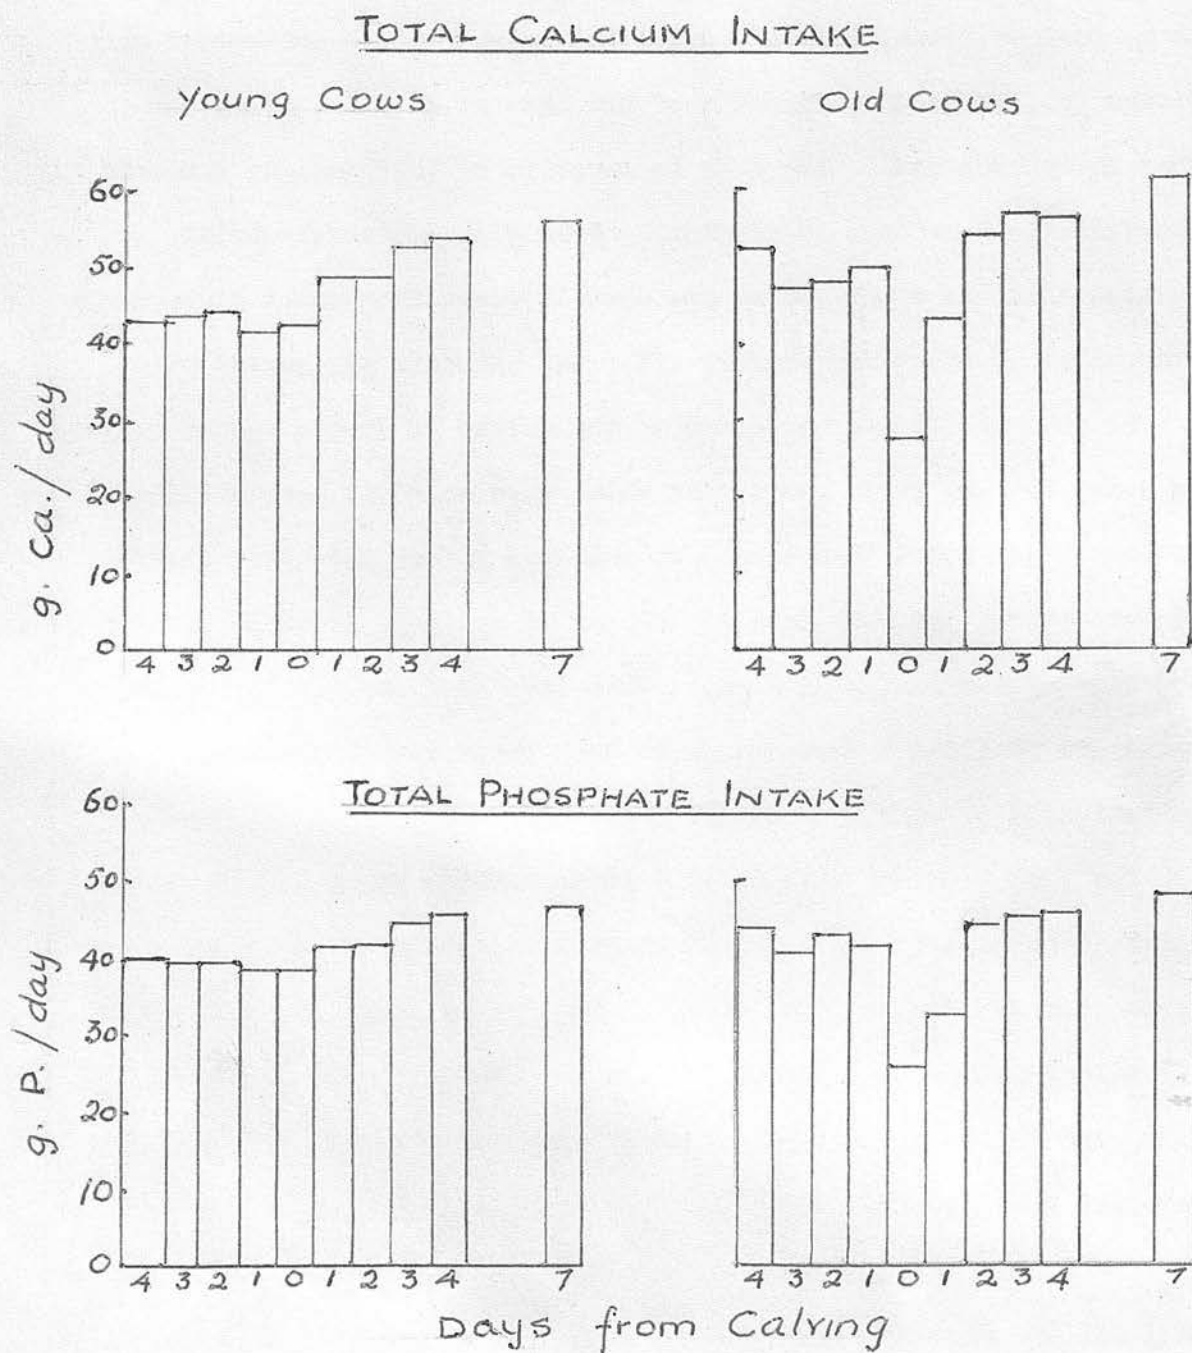 TOTAL CALCIUM INTAKE
Young Cows
Old Cows
g. Ca./day
60
50
40
30
20
10
0
4 3 2 1 0 1 2 3 4 7
4 3 2 1 0 1 2 3 4 7
TOTAL PHOSPHATE INTAKE
g. P./day
60
50
40
30
20
10
0
4 3 2 1 0 1 2 3 4 7
4 3 2 1 0 1 2 3 4 7
Days from Calving